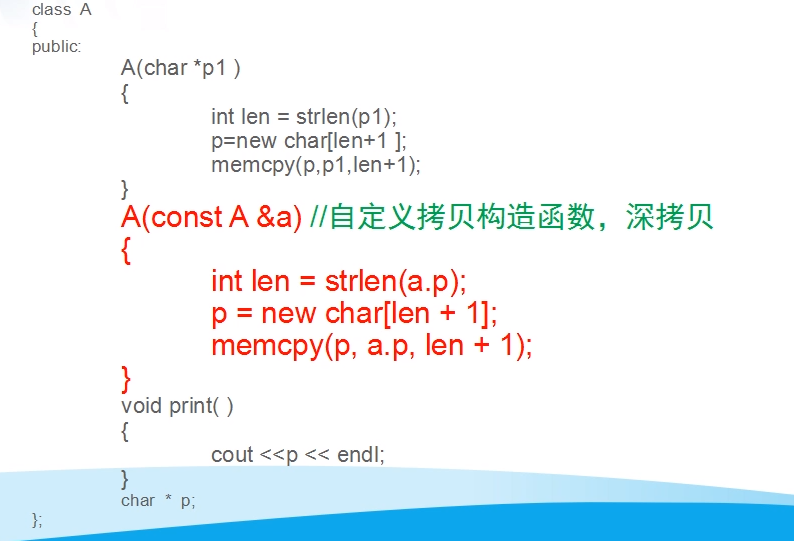 class A
{
public:
A(char *p1 )
{
int len = strlen(p1);
p=new char[len+1 ];
memcpy(p,p1,len+1);
}
A(const A &a) //自定义拷贝构造函数，深拷贝
{
int len = strlen(a.p);
p = new char[len + 1];
memcpy(p, a.p, len + 1);
}
void print( )
{
cout <<p << endl;
}
char * p;
};